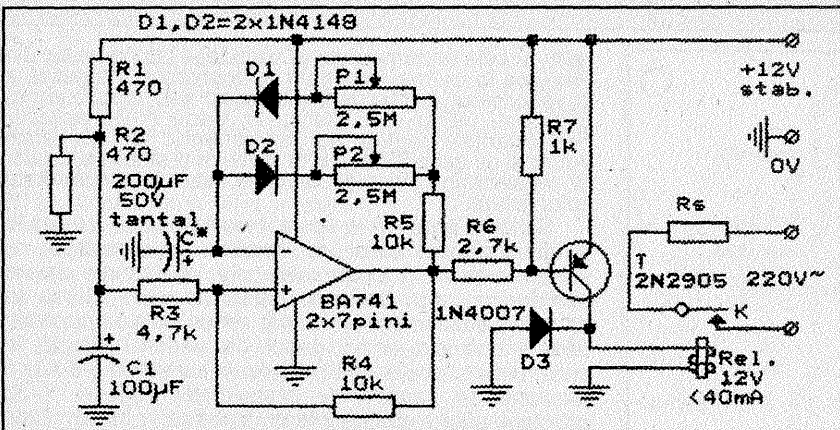 D1,D2=2x1N4148
R1
470
R2
470
200µF
50V
tantal
C*
+
D1
P1
2,5M
D2
P2
2,5M
R5
10k
R6
2,7k
R7
1k
+12V
stab.
0V
Rs
T
2N2905
220V~
K
−
+
BA741
2x7pini
R3
4,7k
+
C1
100µF
R4
10k
1N4007
D3
Rel.
12V
<40mA